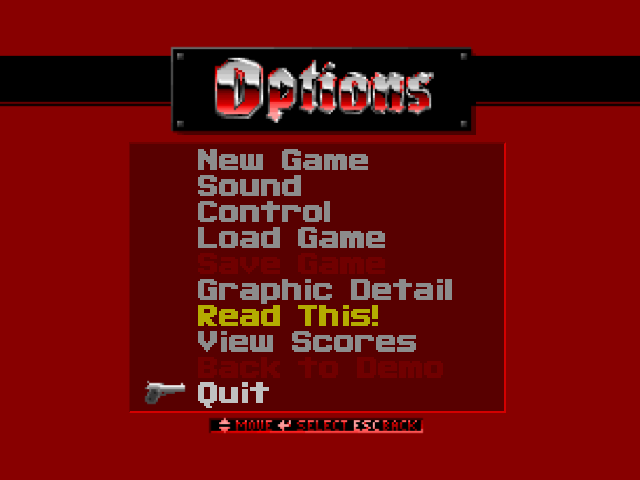 Options
New Game
Sound
Control
Load Game
Save Game
Graphic Detail
Read This!
View Scores
Back to Demo
Quit
MOVE SELECT ESC BACK